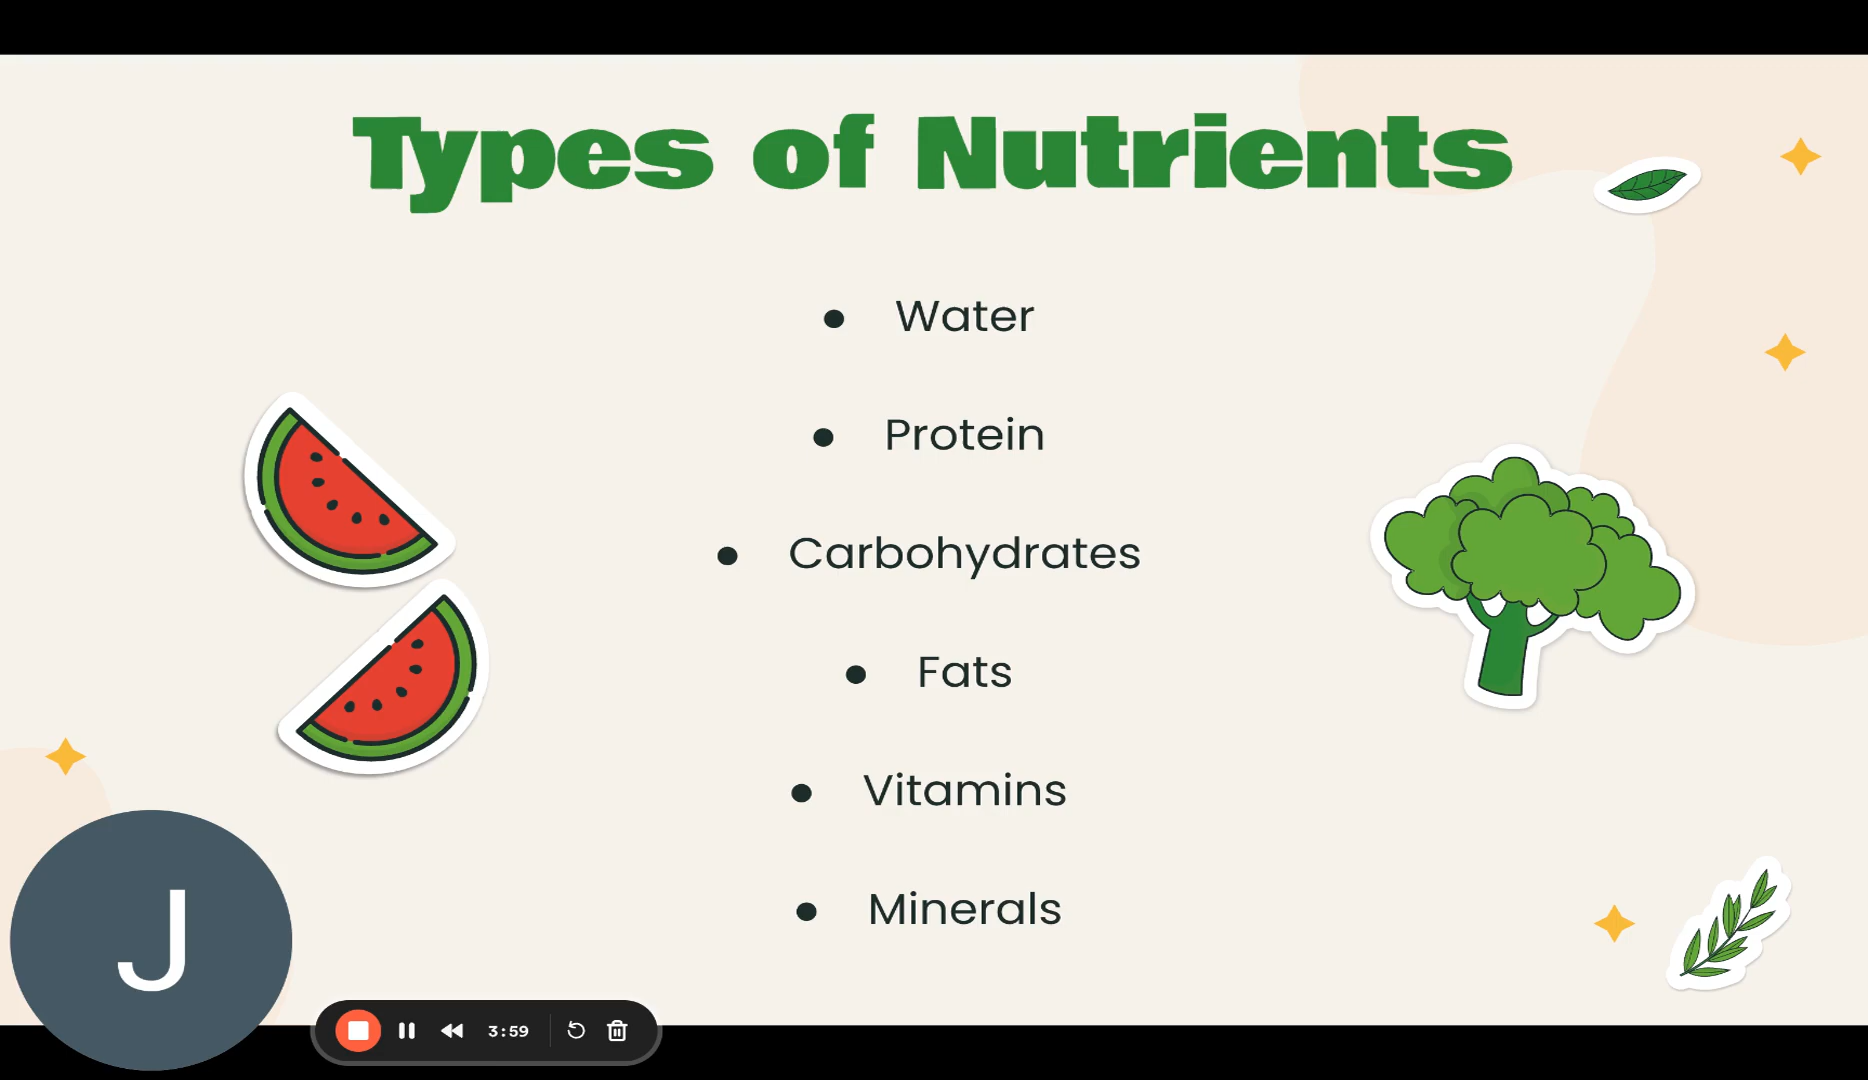 Types of Nutrients
● Water
● Protein
● Carbohydrates
● Fats
● Vitamins
● Minerals
J
3:59